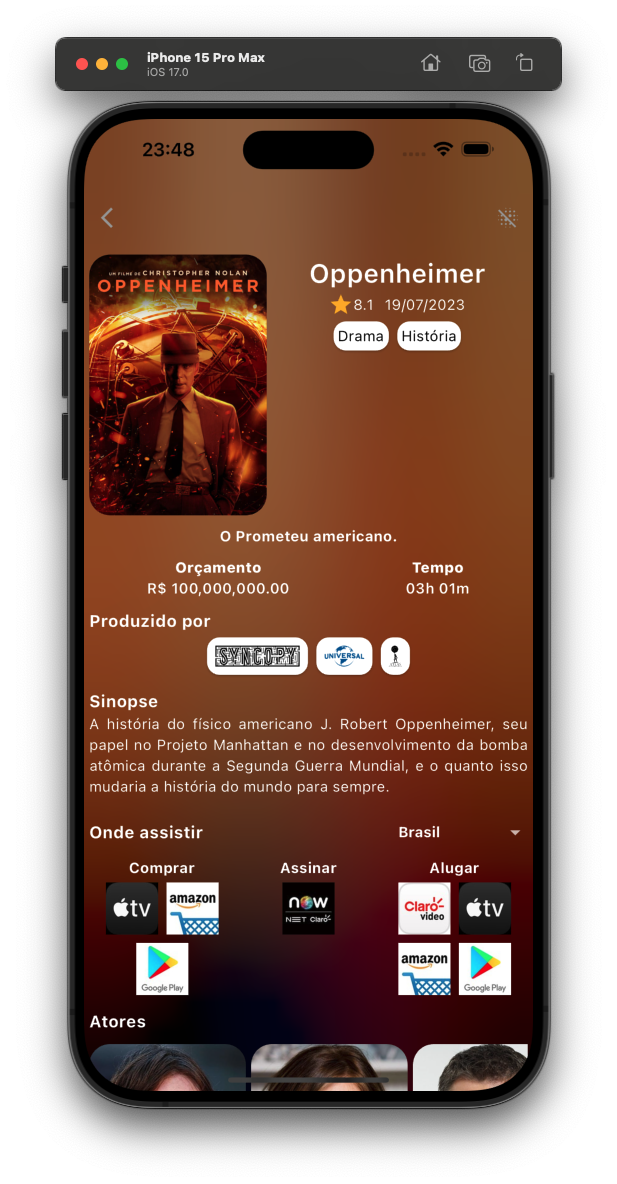 iPhone 15 Pro Max
iOS 17.0
23:48
UM FILME DE CHRISTOPHER NOLAN
OPPENHEIMER
Oppenheimer
8.1 19/07/2023
Drama História
O Prometeu americano.
Orçamento Tempo
R$ 100,000,000.00 03h 01m
Produzido por
SYNCOPY UNIVERSAL
Sinopse
A história do físico americano J. Robert Oppenheimer, seu
papel no Projeto Manhattan e no desenvolvimento da bomba
atômica durante a Segunda Guerra Mundial, e o quanto isso
mudaria a história do mundo para sempre.
Onde assistir Brasil
Comprar Assinar Alugar
tv amazon now NET Claro Claro video tv
Google Play amazon Google Play
Atores